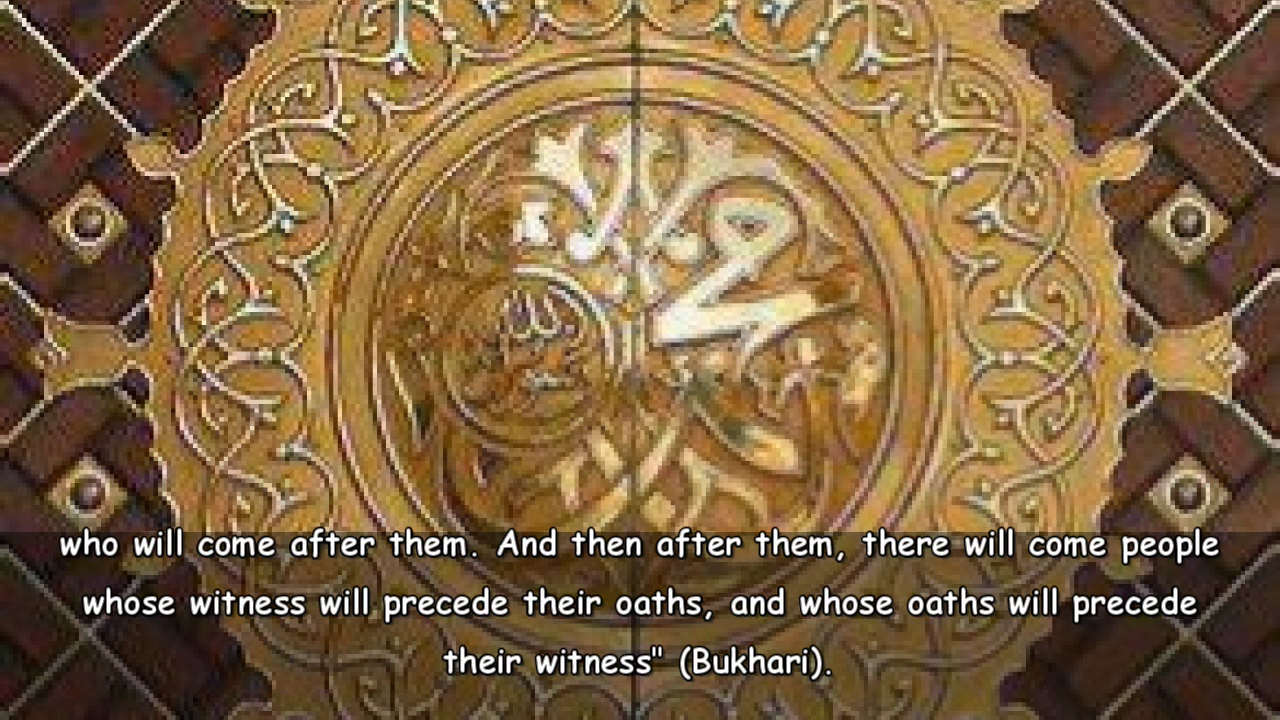 الله
who will come after them. And then after them, there will come people
whose witness will precede their oaths, and whose oaths will precede
their witness" (Bukhari).